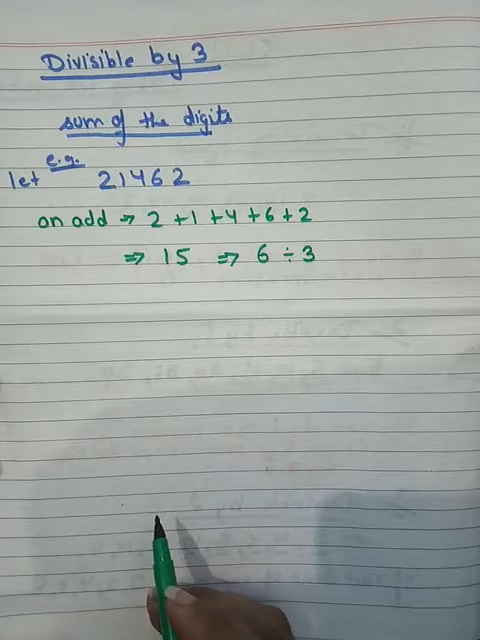 Divisible by 3
sum of the digits
e.g.
let 21462
on add → 2 + 1 + 4 + 6 + 2
⇒ 15 ⇒ 6 ÷ 3